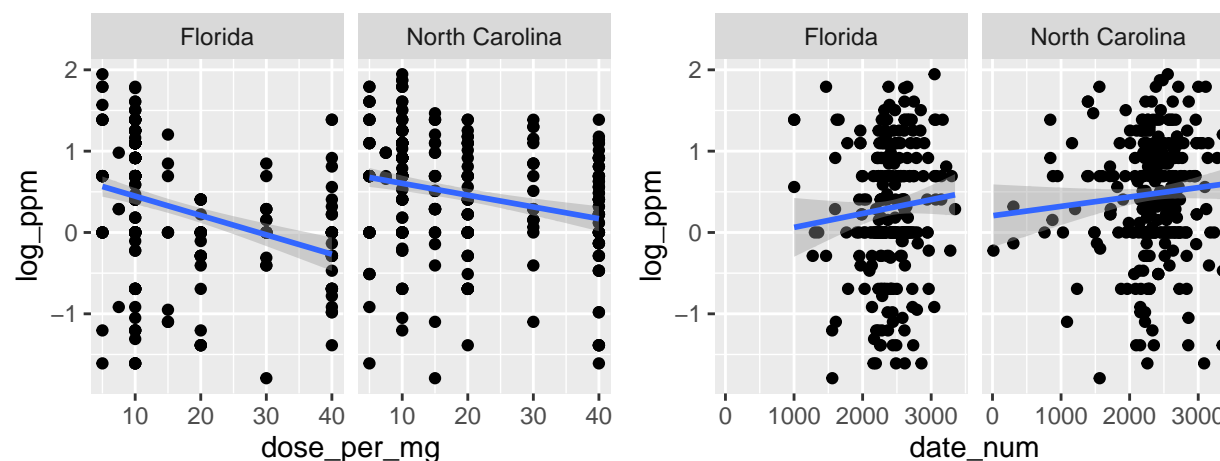 Florida North Carolina
2
1
0
−1
log_ppm
10 20 30 40 10 20 30 40
dose_per_mg
Florida North Carolina
2
1
0
−1
log_ppm
0 1000 2000 3000 0 1000 2000 3000
date_num